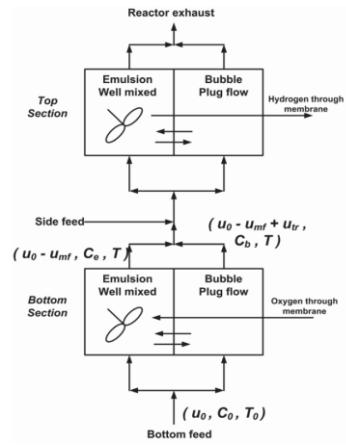 Reactor exhaust
Emulsion
Well mixed
Bubble
Plug flow
Top
Section
Hydrogen through
membrane
Side feed
( u0 - umf + utr ,
Cb , T )
( u0 - umf , Ce , T )
Emulsion
Well mixed
Bubble
Plug flow
Bottom
Section
Oxygen through
membrane
( u0, C0, T0 )
Bottom feed